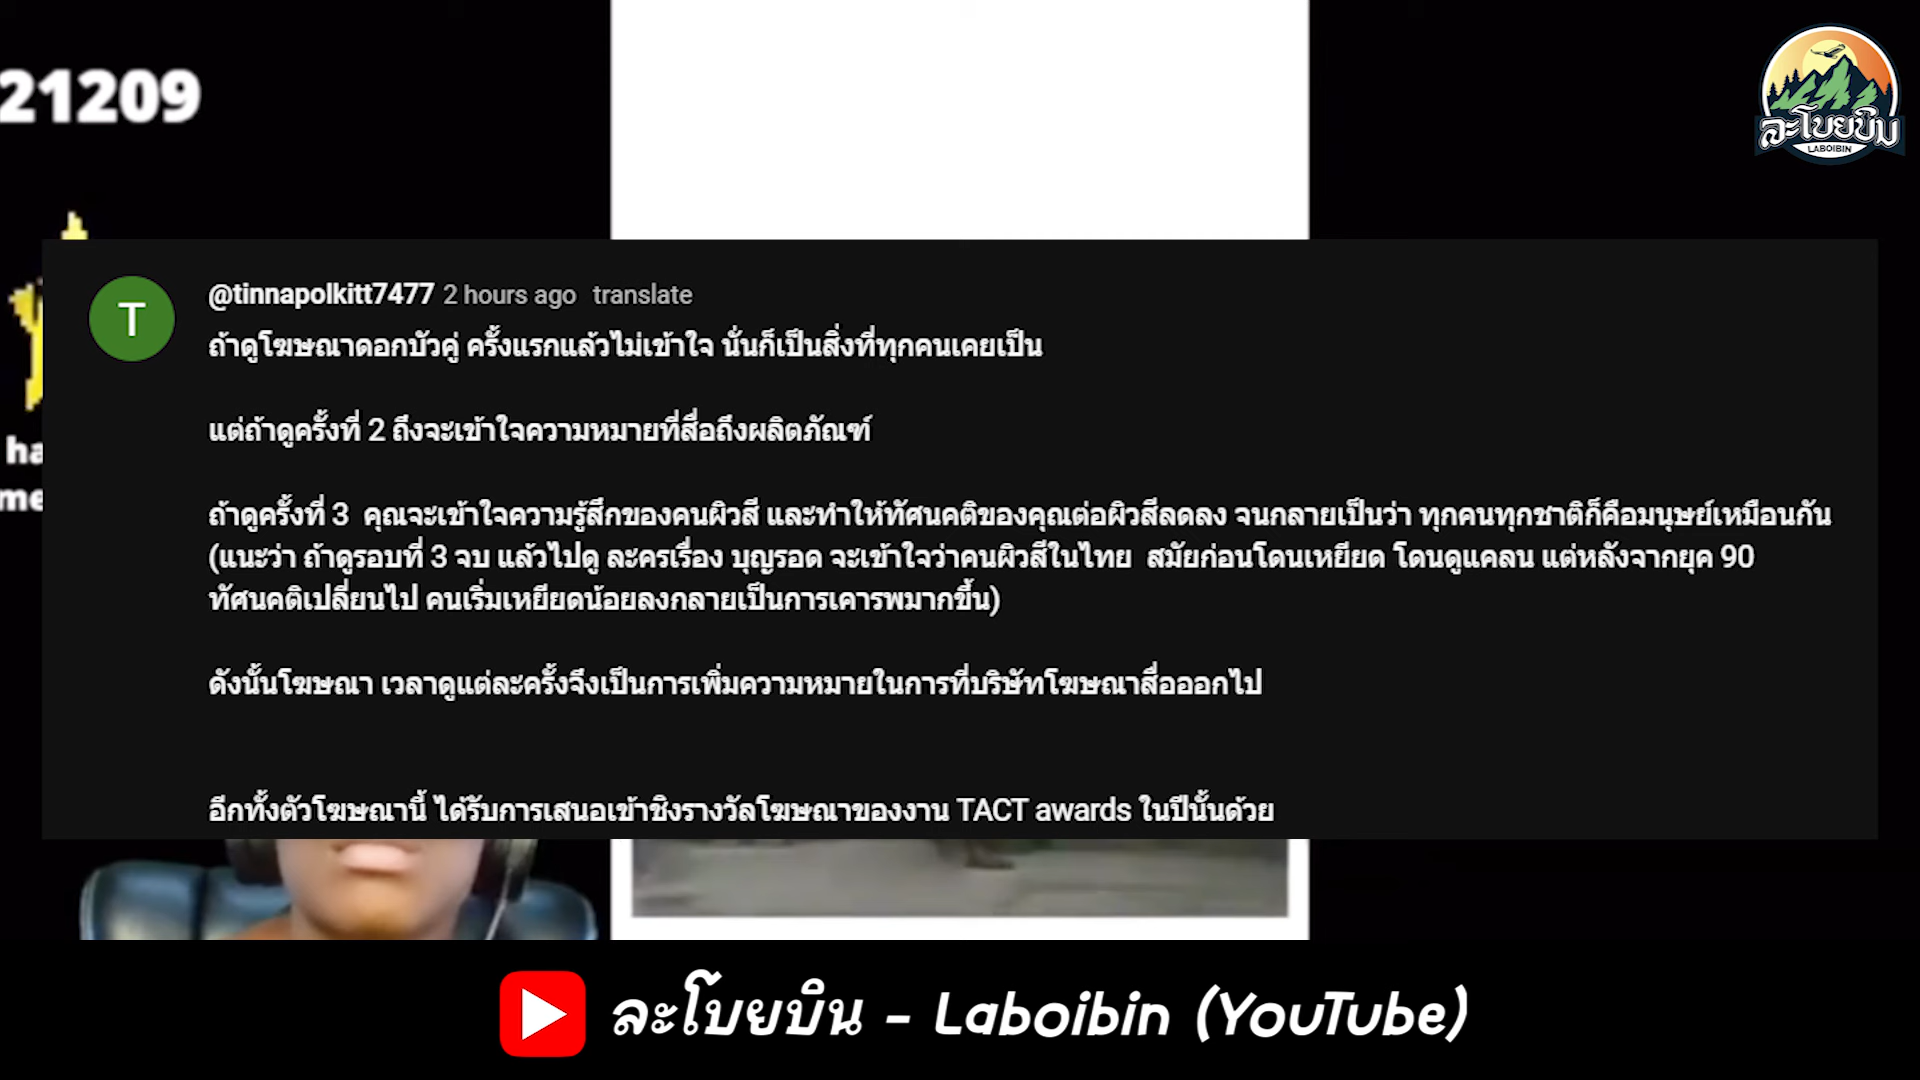 21209
ละโบยบิน
LABOIBIN
T
@tinnapolkitt7477 2 hours ago translate
ถ้าดูโฆษณาดอกบัวคู่ ครั้งแรกแล้วไม่เข้าใจ นั่นก็เป็นสิ่งที่ทุกคนเคยเป็น
แต่ถ้าดูครั้งที่ 2 ถึงจะเข้าใจความหมายที่สื่อถึงผลิตภัณฑ์
ถ้าดูครั้งที่ 3 คุณจะเข้าใจความรู้สึกของคนผิวสี และทำให้ทัศนคติของคุณต่อผิวสีลดลง จนกลายเป็นว่า ทุกคนทุกชาติก็คือมนุษย์เหมือนกัน
(แนะว่า ถ้าดูรอบที่ 3 จบ แล้วไปดู ละครเรื่อง บุญรอด จะเข้าใจว่าคนผิวสีในไทย สมัยก่อนโดนเหยียด โดนดูแคลน แต่หลังจากยุค 90
ทัศนคติเปลี่ยนไป คนเริ่มเหยียดน้อยลงกลายเป็นการเคารพมากขึ้น)
ดังนั้นโฆษณา เวลาดูแต่ละครั้งจึงเป็นการเพิ่มความหมายในการที่บริษัทโฆษณาสื่อออกไป
อีกทั้งตัวโฆษณานี้ ได้รับการเสนอเข้าชิงรางวัลโฆษณาของงาน TACT awards ในปีนั้นด้วย
ha
me
ละโบยบิน - Laboibin (YouTube)